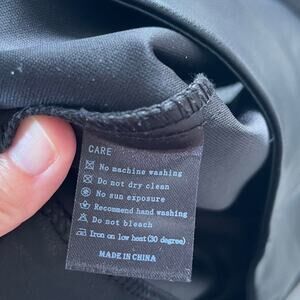 CARE
No machine washing
Do not dry clean
No sun exposure
Recommend hand washing
Do not bleach
Iron on low heat(30 degree)
MADE IN CHINA